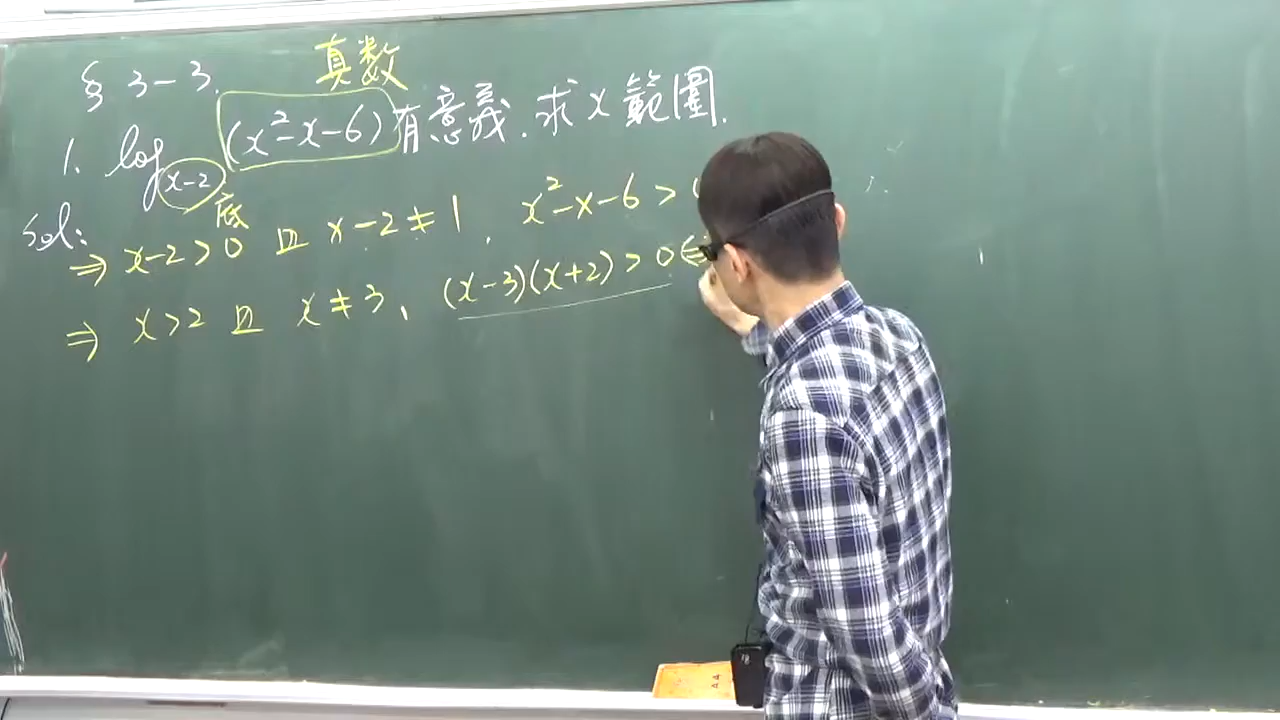 § 3-3.
真数
1. log_{x-2} (x²-x-6) 有意義. 求 x 範圍.
底
sol:
⇒ x-2>0 且 x-2≠1, x²-x-6>
⇒ x>2 且 x≠3, (x-3)(x+2)>0